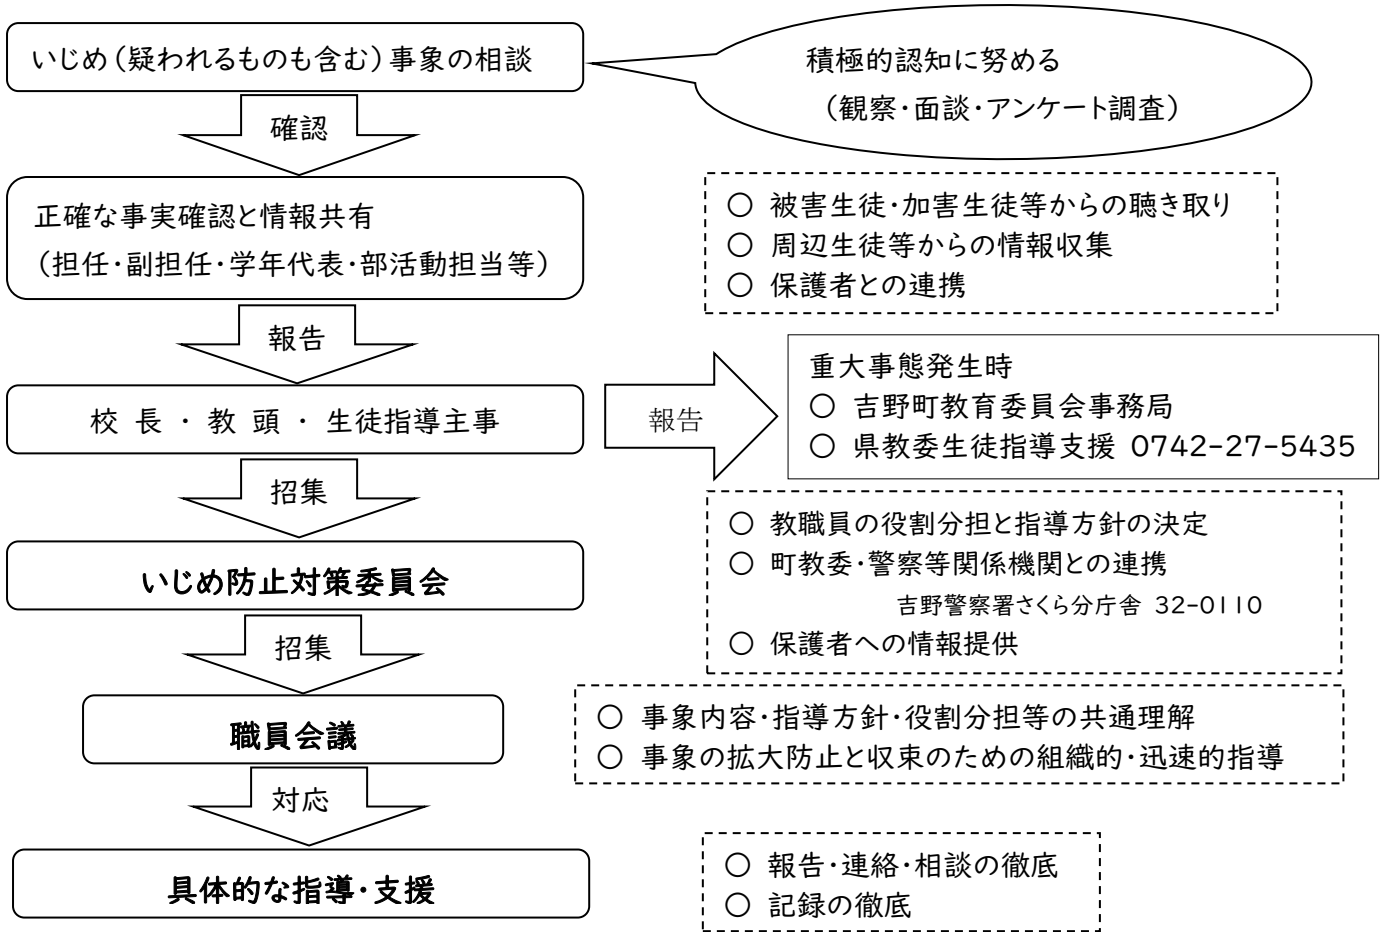 いじめ（疑われるものも含む）事象の相談
積極的認知に努める
（観察・面談・アンケート調査）
確認
正確な事実確認と情報共有
（担任・副担任・学年代表・部活動担当等）
○ 被害生徒・加害生徒等からの聴き取り
○ 周辺生徒等からの情報収集
○ 保護者との連携
報告
校 長 ・ 教 頭 ・ 生徒指導主事
報告
重大事態発生時
○ 吉野町教育委員会事務局
○ 県教委生徒指導支援 0742-27-5435
招集
いじめ防止対策委員会
○ 教職員の役割分担と指導方針の決定
○ 町教委・警察等関係機関との連携
吉野警察署さくら分庁舎 32-0110
○ 保護者への情報提供
招集
職員会議
○ 事象内容・指導方針・役割分担等の共通理解
○ 事象の拡大防止と収束のための組織的・迅速的指導
対応
具体的な指導・支援
○ 報告・連絡・相談の徹底
○ 記録の徹底